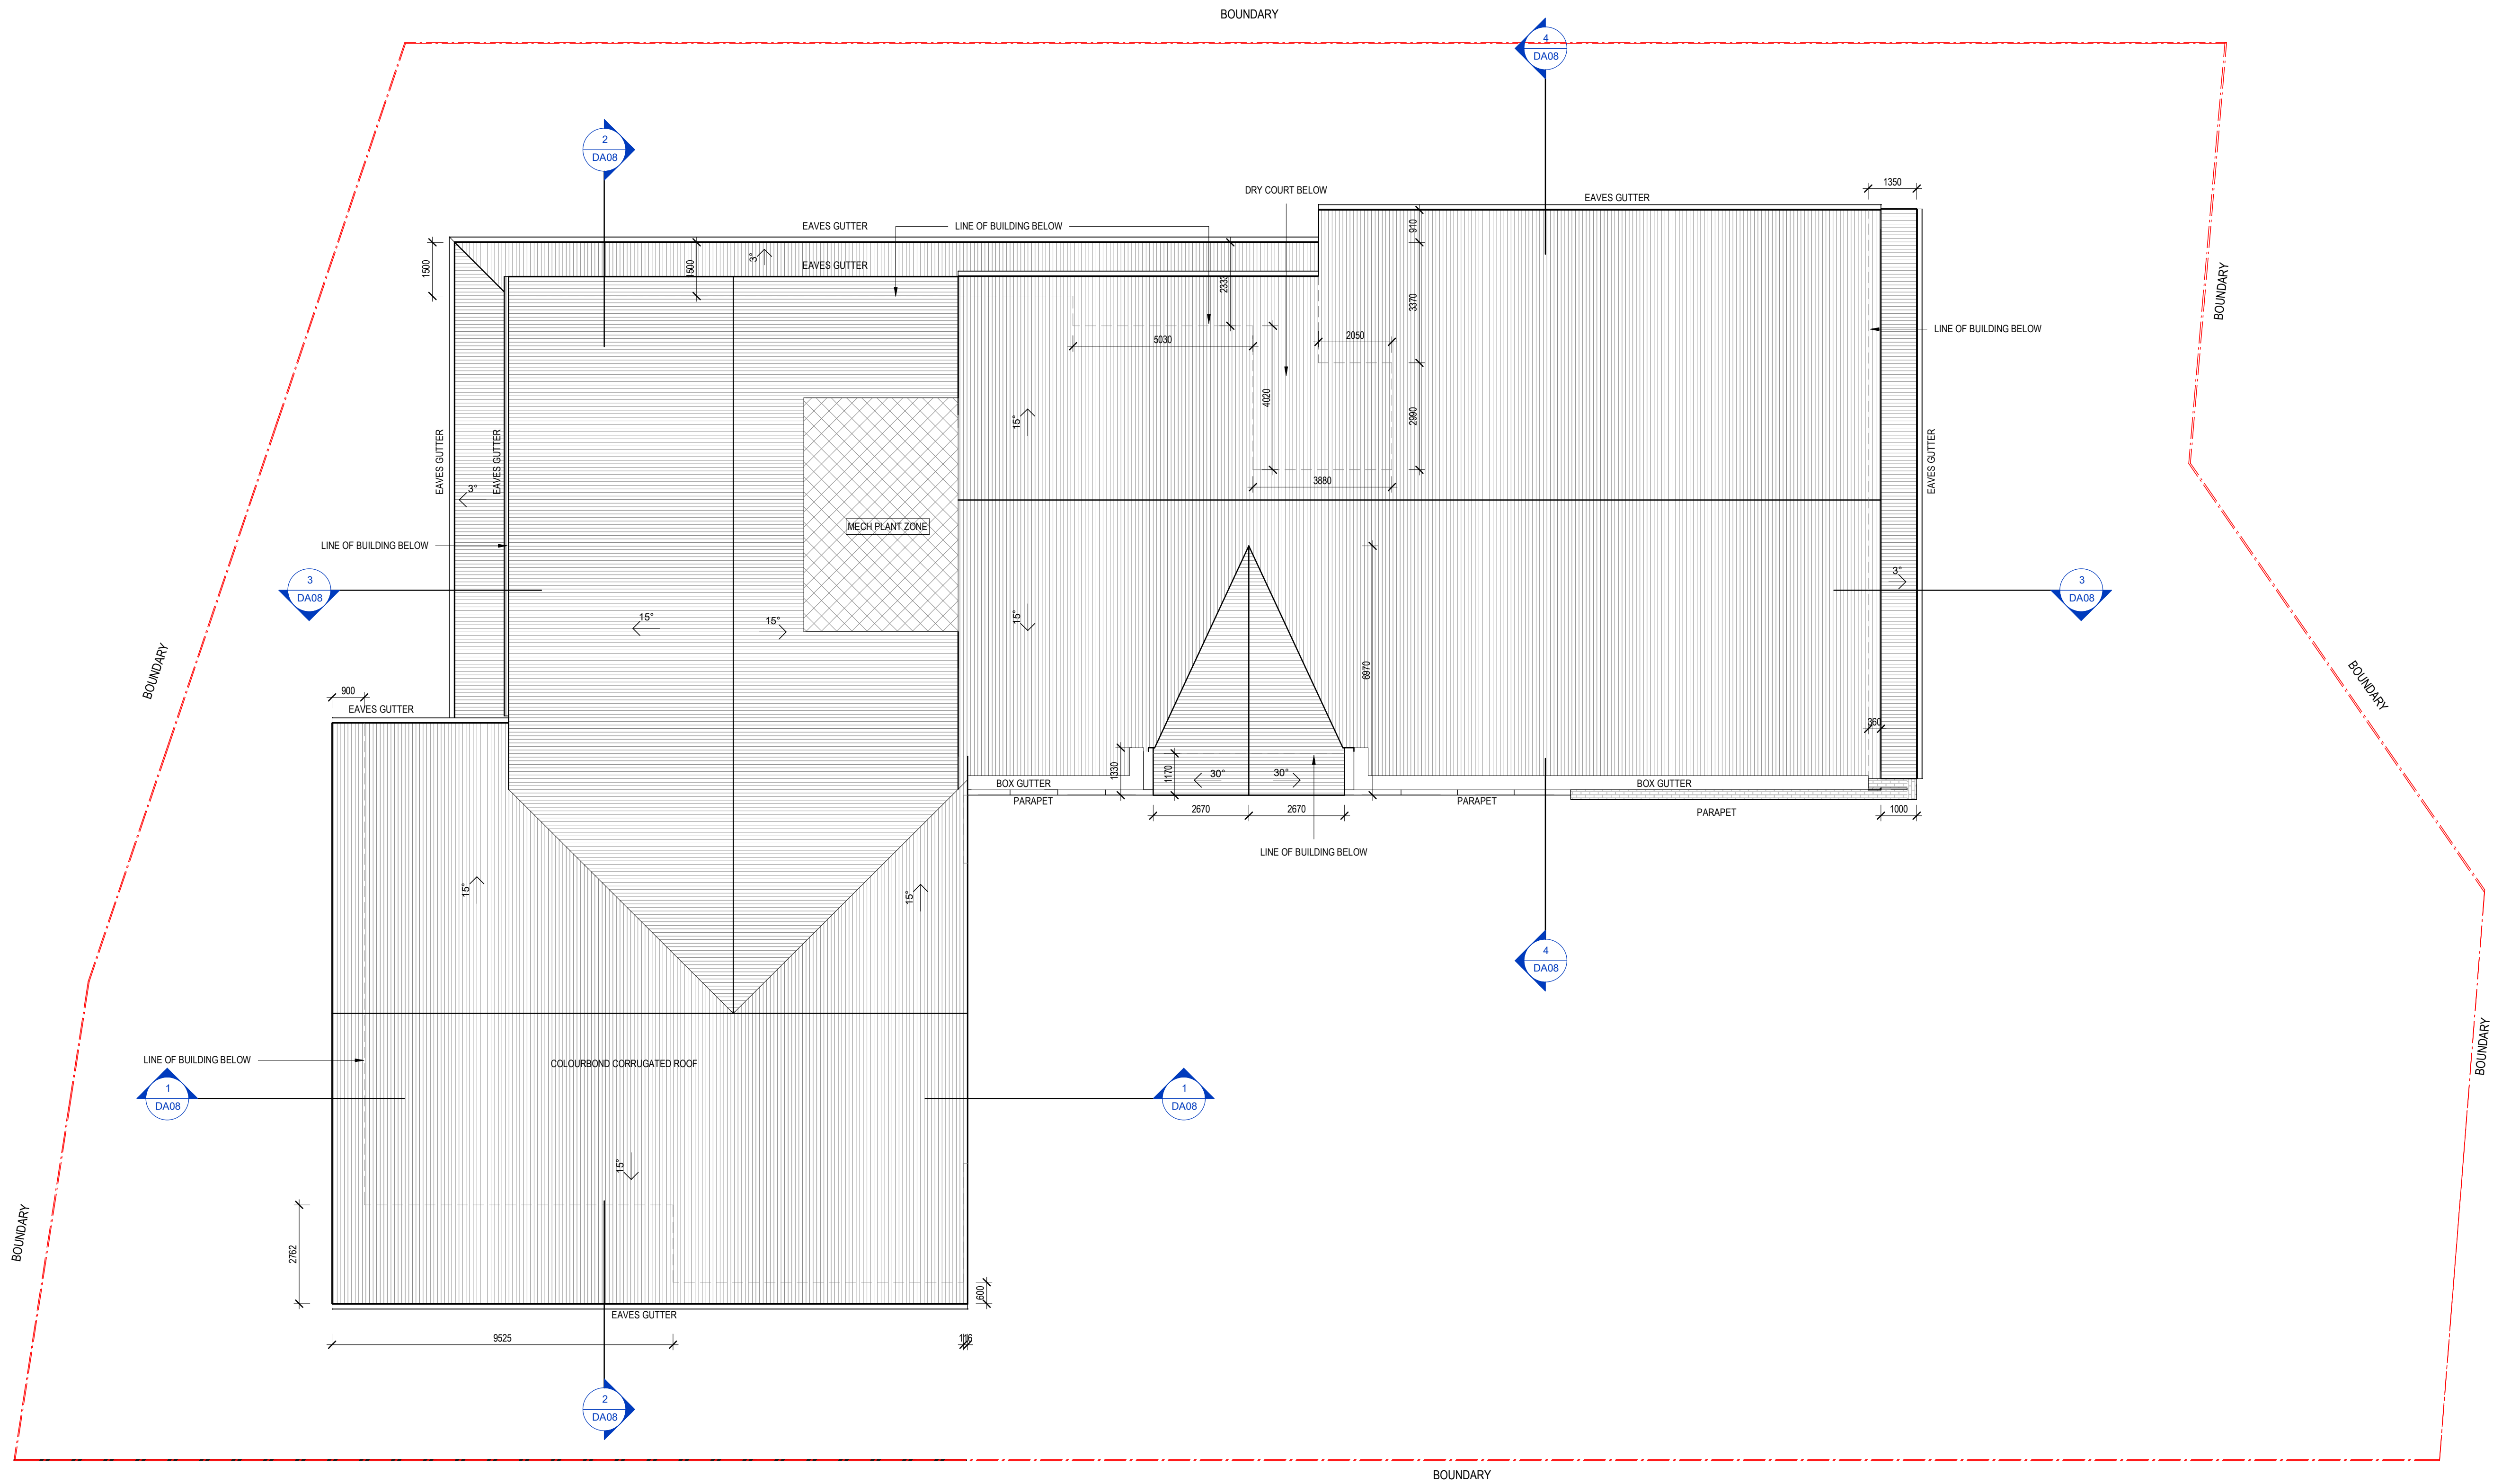 BOUNDARY
4
DA08
2
DA08
1350
DRY COURT BELOW
EAVES GUTTER
EAVES GUTTER
LINE OF BUILDING BELOW
910
3°
EAVES GUTTER
1500
1500
2333
BOUNDARY
3370
LINE OF BUILDING BELOW
2050
5030
4020
2990
15°
EAVES GUTTER
EAVES GUTTER
EAVES GUTTER
3880
3°
MECH PLANT ZONE
LINE OF BUILDING BELOW
3
DA08
3°
3
DA08
15°
15°
15°
BOUNDARY
6970
BOUNDARY
900
EAVES GUTTER
360
1330
1170
30°
30°
BOX GUTTER
BOX GUTTER
PARAPET
PARAPET
2670
2670
PARAPET
1000
LINE OF BUILDING BELOW
15°
15°
4
DA08
BOUNDARY
LINE OF BUILDING BELOW
COLOURBOND CORRUGATED ROOF
1
DA08
1
DA08
15°
BOUNDARY
2762
600
EAVES GUTTER
9525
116
2
DA08
BOUNDARY